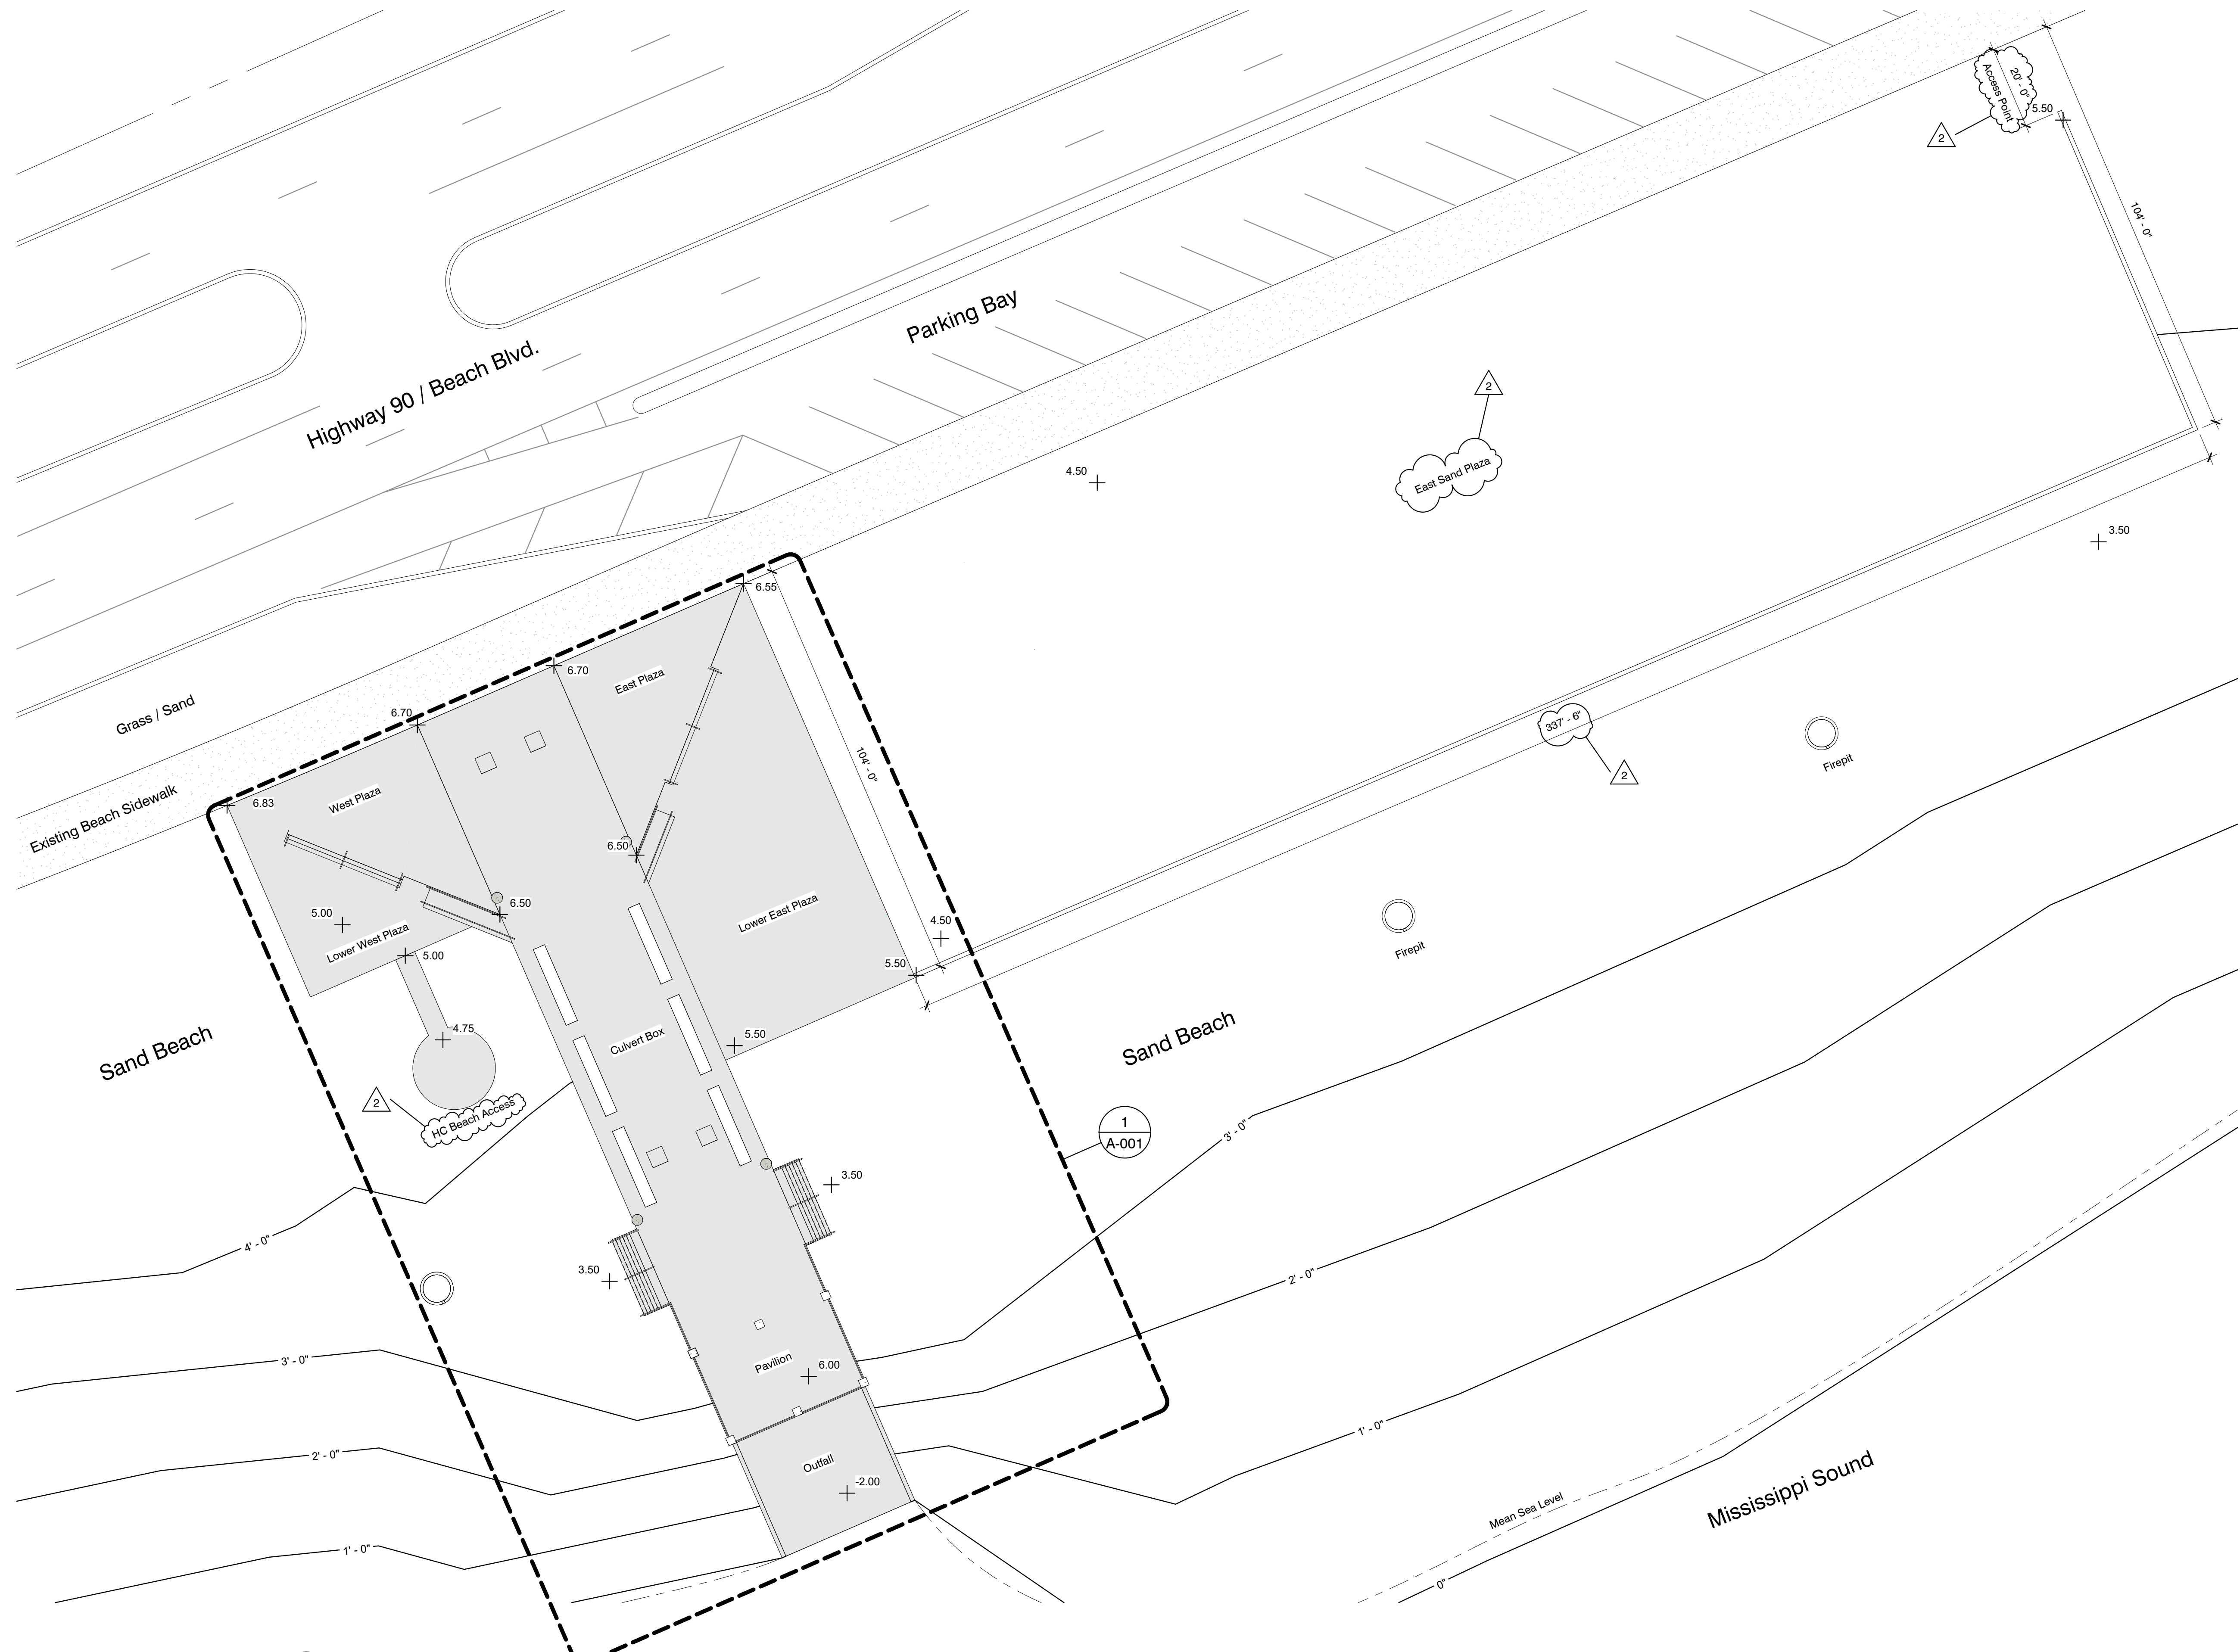 20' - 0"
Access Point
5.50
2
104' - 0"
Parking Bay
Highway 90 / Beach Blvd.
2
4.50
East Sand Plaza
3.50
6.55
6.70
East Plaza
6.70
Grass / Sand
337' - 6"
2
Firepit
104' - 0"
6.83
West Plaza
Existing Beach Sidewalk
6.50
6.50
5.00
Lower East Plaza
4.50
Firepit
Lower West Plaza
5.00
5.50
Sand Beach
4.75
Culvert Box
5.50
Sand Beach
2
HC Beach Access
1
A-001
3' - 0"
3.50
4' - 0"
3.50
2' - 0"
3' - 0"
Pavilion
6.00
1' - 0"
2' - 0"
Outfall
-2.00
Mean Sea Level
Mississippi Sound
1' - 0"
0"